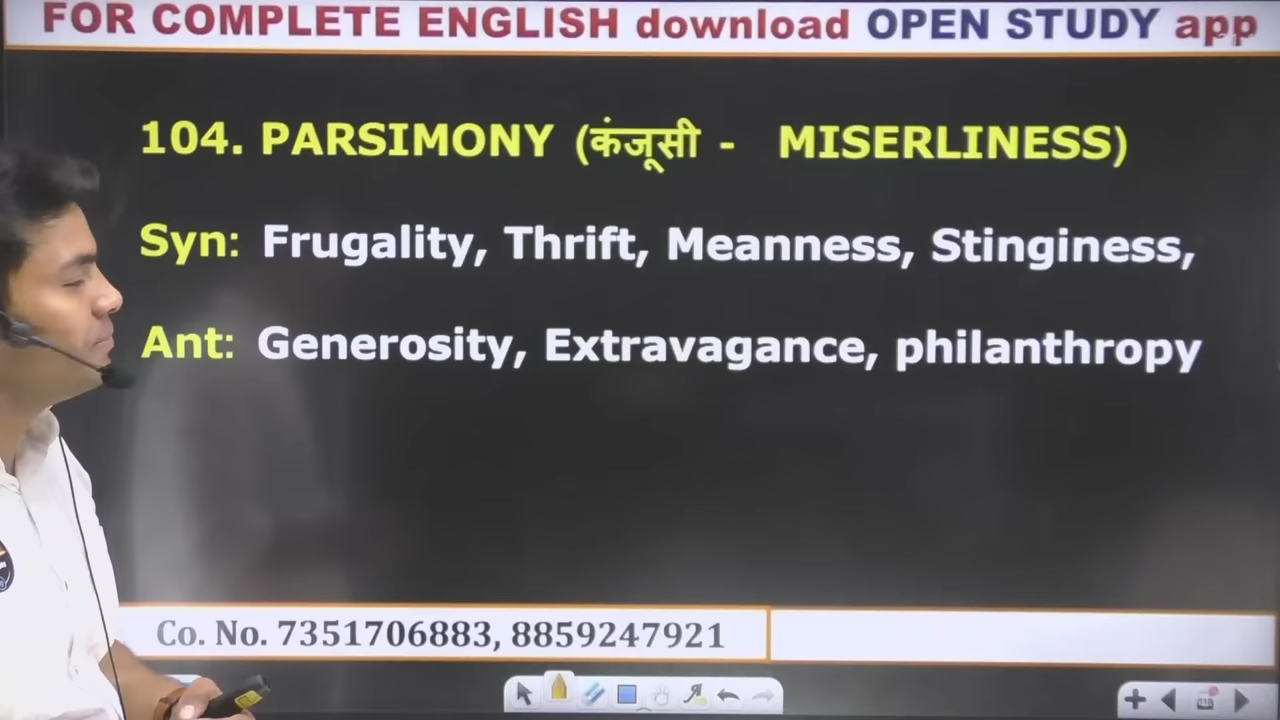 FOR COMPLETE ENGLISH download OPEN STUDY app
104. PARSIMONY (कंजूसी - MISERLINESS)
Syn: Frugality, Thrift, Meanness, Stinginess,
Ant: Generosity, Extravagance, philanthropy
Co. No. 7351706883, 8859247921